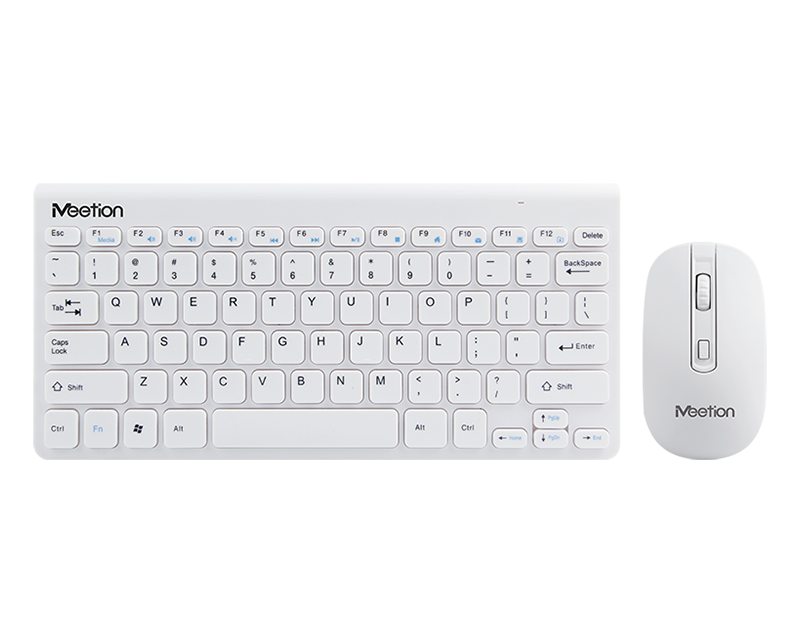 Meetion
Esc F1 Media F2 F3 F4 F5 F6 F7 F8 F9 F10 F11 F12 Delete
~ ` ! 1 @ 2 # 3 $ 4 % 5 ^ 6 & 7 * 8 ( 9 ) 0 — - + = BackSpace
Tab Q W E R T Y U I O P { [ } ] ¦ \
Caps Lock A S D F G H J K L : ; " ' Enter
Shift Z X C V B N M < , > . ? / Shift
Ctrl Fn Alt Alt Ctrl Home PgUp PgDn End
Meetion